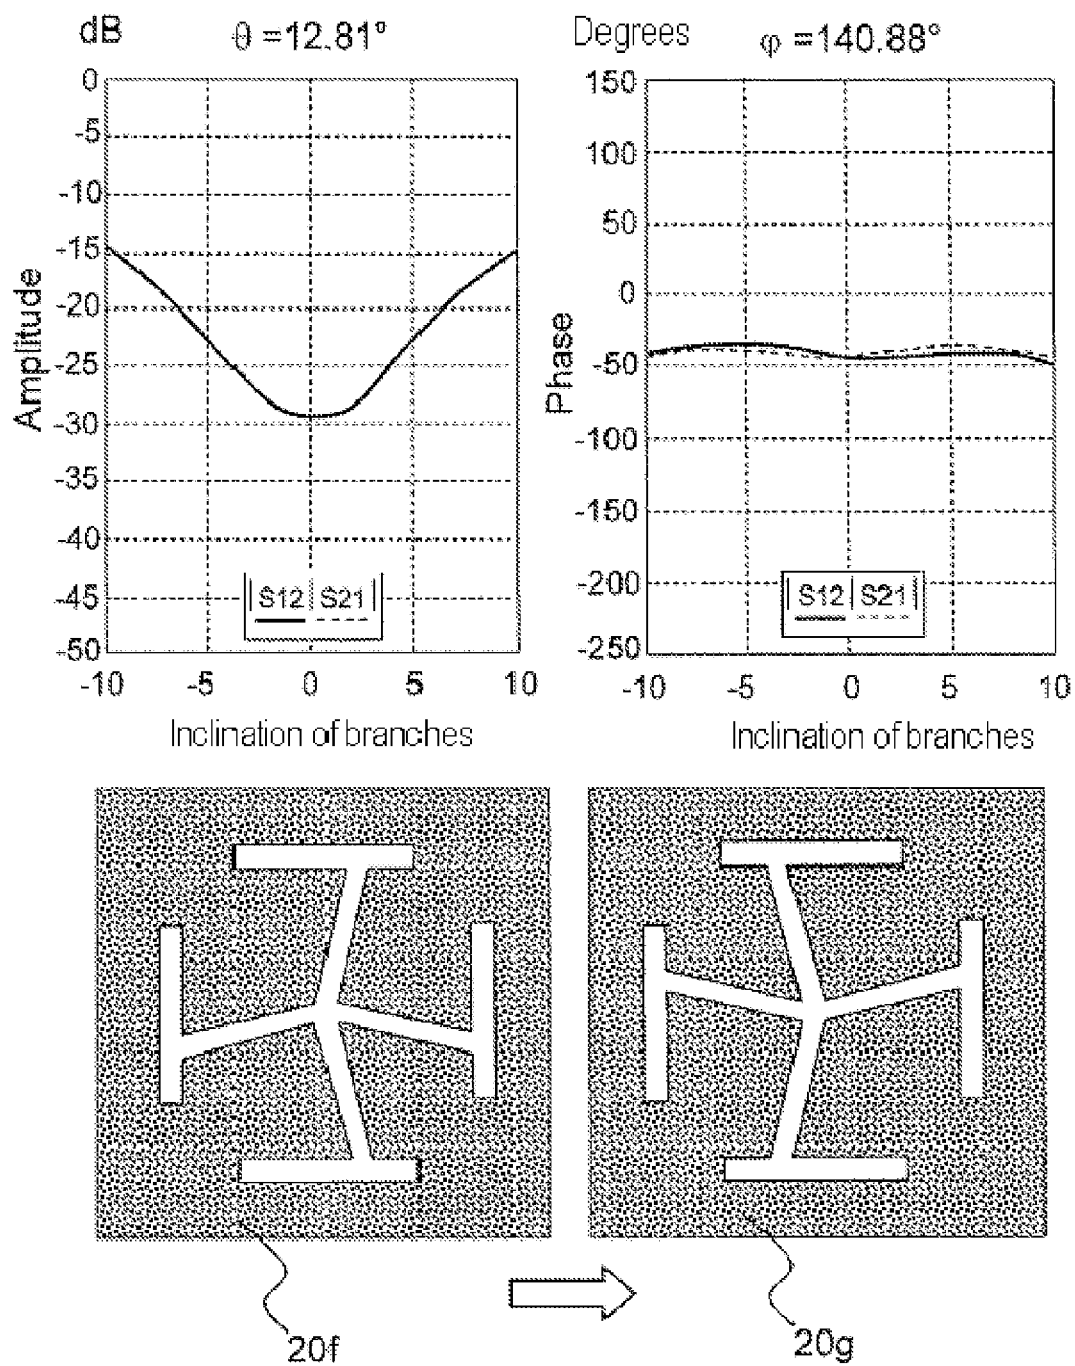 dB θ =12.81°
0
-5
-10
-15
-20
-25
-30
-35
-40
-45
-50
Amplitude
|S12|S21|
-10 -5 0 5 10
Inclination of branches
Degrees φ =140.88°
150
100
50
0
-50
-100
-150
-200
-250
Phase
|S12|S21|
-10 -5 0 5 10
Inclination of branches
20f
20g